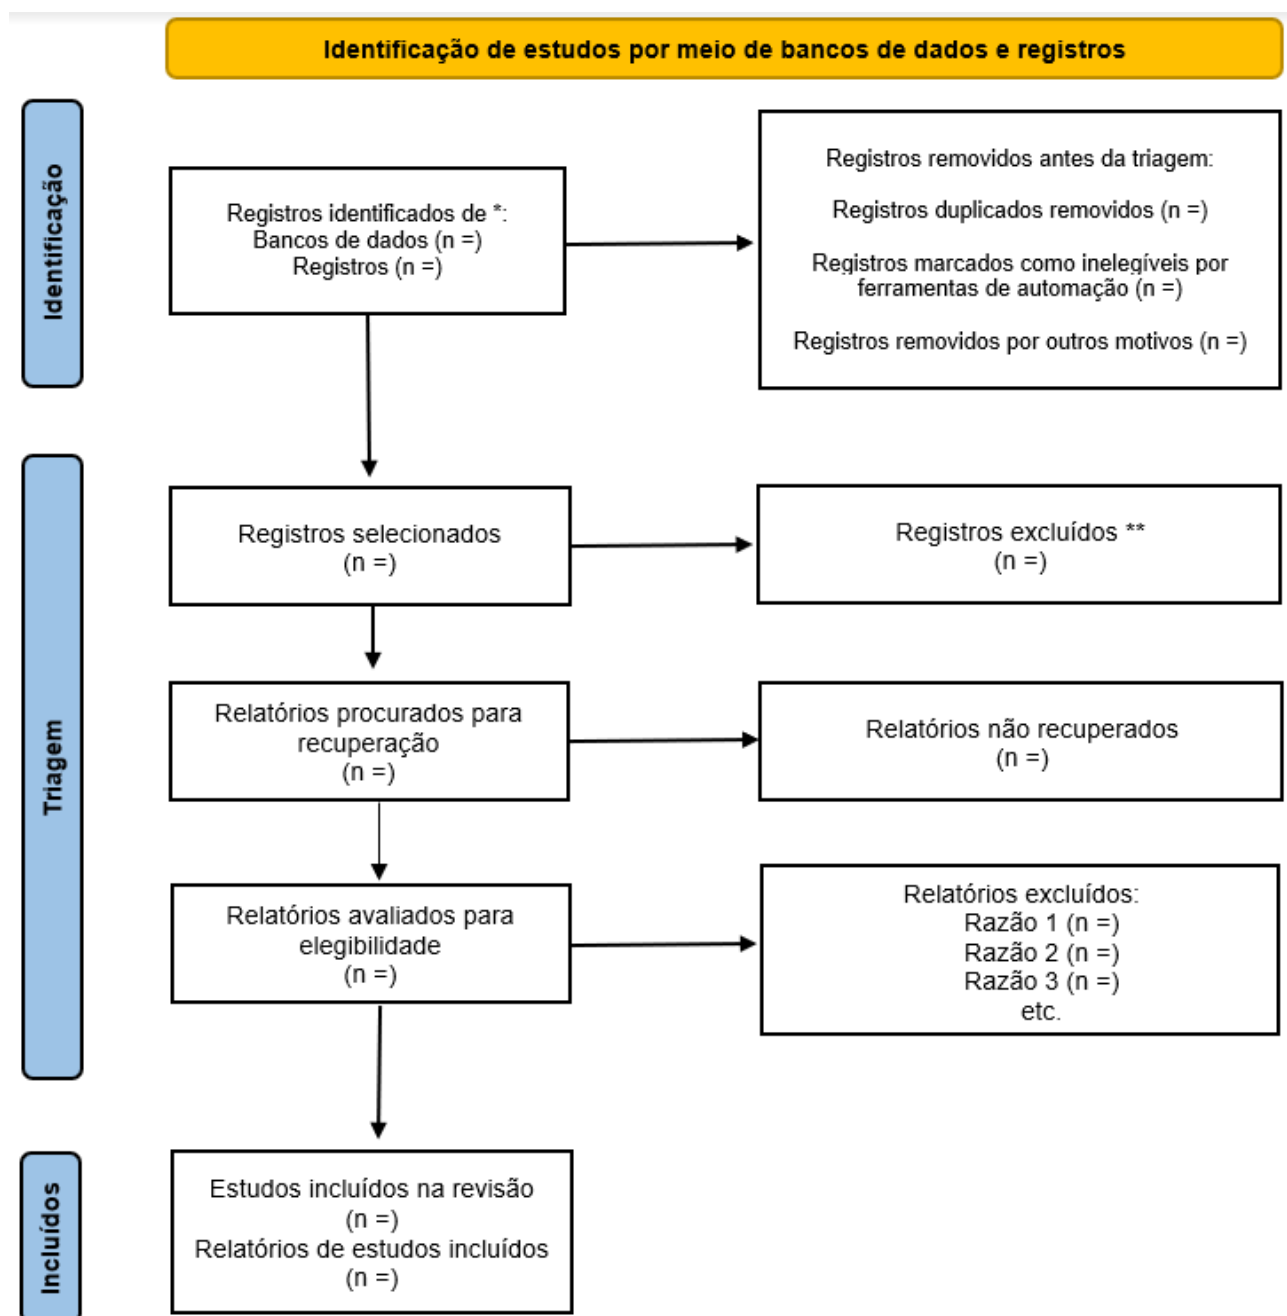 Identificação de estudos por meio de bancos de dados e registros
Identificação
Registros identificados de *:
Bancos de dados (n =)
Registros (n =)
Registros removidos antes da triagem:
Registros duplicados removidos (n =)
Registros marcados como inelegíveis por
ferramentas de automação (n =)
Registros removidos por outros motivos (n =)
Triagem
Registros selecionados
(n =)
Registros excluídos **
(n =)
Relatórios procurados para
recuperação
(n =)
Relatórios não recuperados
(n =)
Relatórios avaliados para
elegibilidade
(n =)
Relatórios excluídos:
Razão 1 (n =)
Razão 2 (n =)
Razão 3 (n =)
etc.
Incluídos
Estudos incluídos na revisão
(n =)
Relatórios de estudos incluídos
(n =)